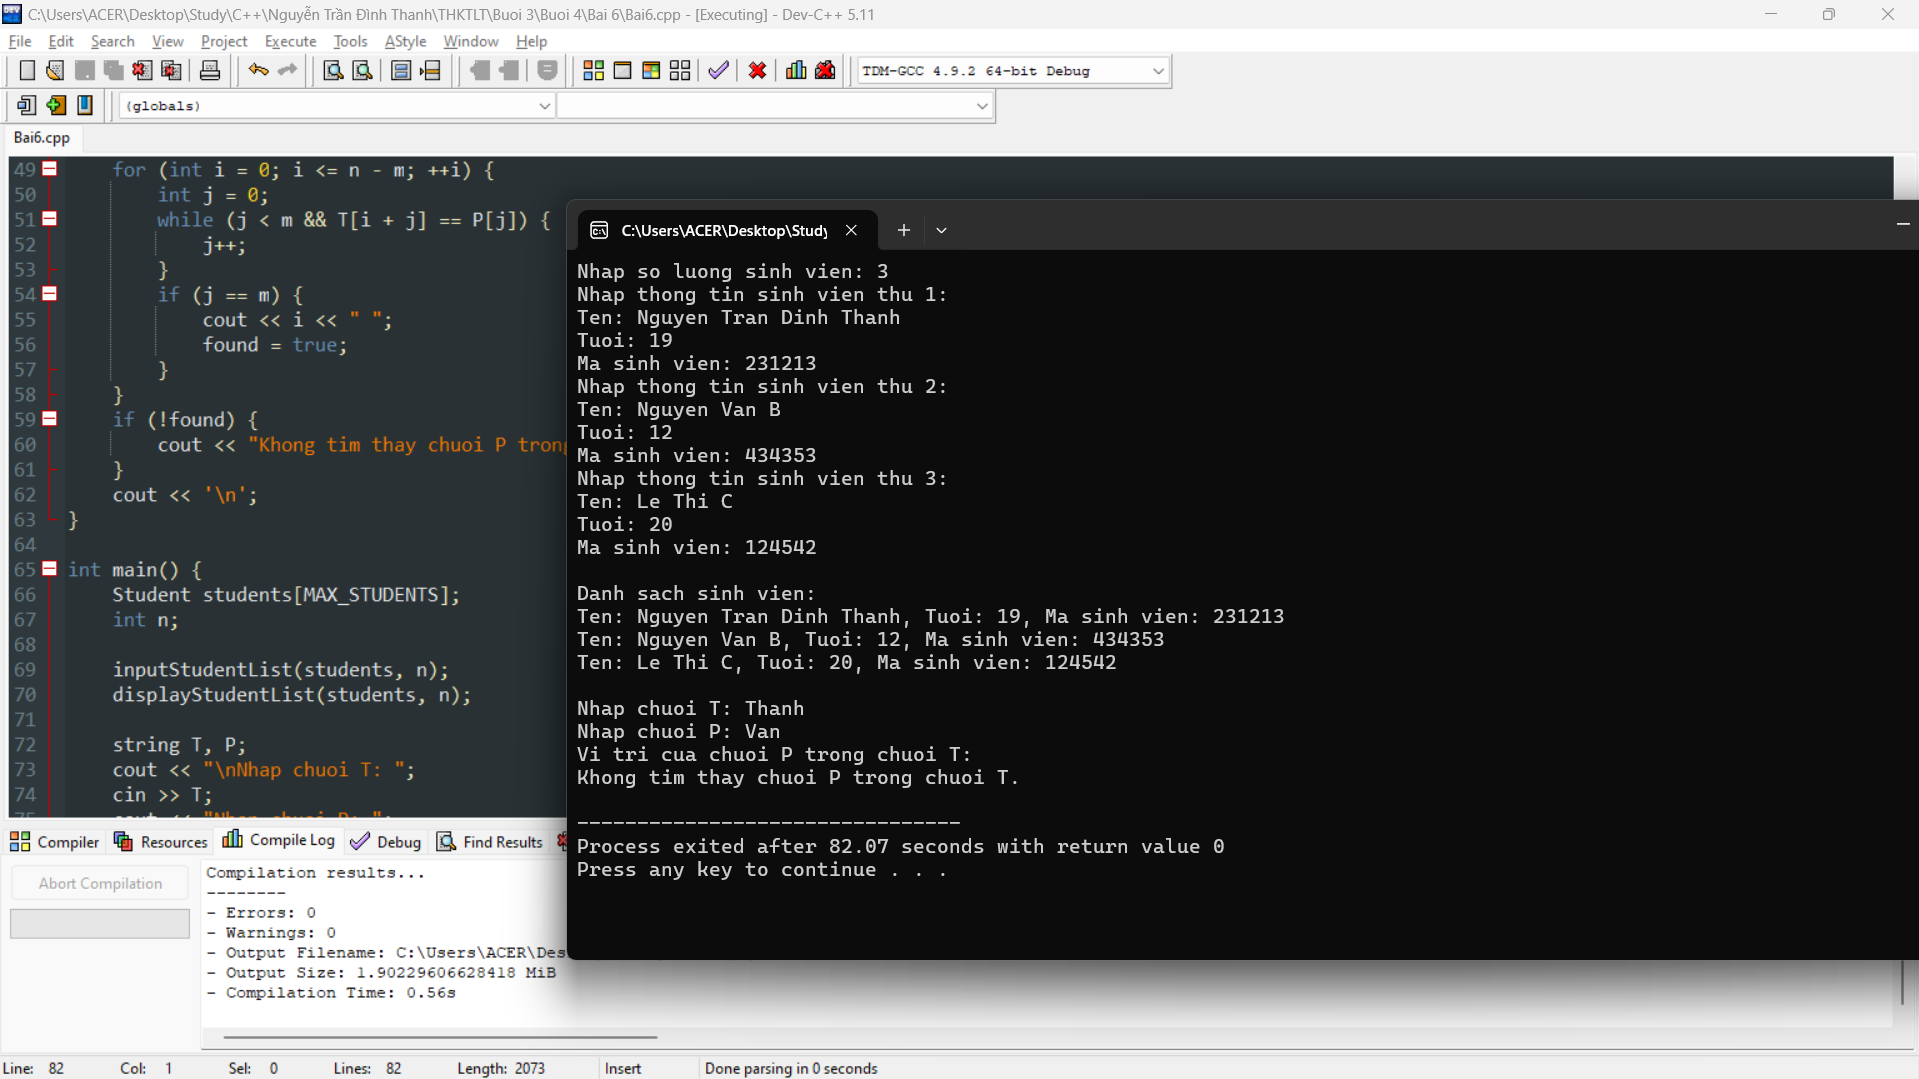 C:\Users\ACER\Desktop\Study\C++\Nguyễn Trần Đình Thanh\THKTLT\Buoi 3\Buoi 4\Bai 6\Bai6.cpp - [Executing] - Dev-C++ 5.11
File Edit Search View Project Execute Tools AStyle Window Help
TDM-GCC 4.9.2 64-bit Debug
(globals)
Bai6.cpp
49 for (int i = 0; i <= n - m; ++i) {
50 int j = 0;
51 while (j < m && T[i + j] == P[j]) {
52 j++;
53 }
54 if (j == m) {
55 cout << i << " ";
56 found = true;
57 }
58 }
59 if (!found) {
60 cout << "Khong tim thay chuoi P trong
61 }
62 cout << '\n';
63 }
64
65 int main() {
66 Student students[MAX_STUDENTS];
67 int n;
68
69 inputStudentList(students, n);
70 displayStudentList(students, n);
71
72 string T, P;
73 cout << "\nNhap chuoi T: ";
74 cin >> T;
75 cout << "Nhap chuoi P: ";
C:\Users\ACER\Desktop\Study
Nhap so luong sinh vien: 3
Nhap thong tin sinh vien thu 1:
Ten: Nguyen Tran Dinh Thanh
Tuoi: 19
Ma sinh vien: 231213
Nhap thong tin sinh vien thu 2:
Ten: Nguyen Van B
Tuoi: 12
Ma sinh vien: 434353
Nhap thong tin sinh vien thu 3:
Ten: Le Thi C
Tuoi: 20
Ma sinh vien: 124542
Danh sach sinh vien:
Ten: Nguyen Tran Dinh Thanh, Tuoi: 19, Ma sinh vien: 231213
Ten: Nguyen Van B, Tuoi: 12, Ma sinh vien: 434353
Ten: Le Thi C, Tuoi: 20, Ma sinh vien: 124542
Nhap chuoi T: Thanh
Nhap chuoi P: Van
Vi tri cua chuoi P trong chuoi T:
Khong tim thay chuoi P trong chuoi T.
--------------------------------
Process exited after 82.07 seconds with return value 0
Press any key to continue . . .
Compiler Resources Compile Log Debug Find Results
Abort Compilation
Compilation results...
--------
- Errors: 0
- Warnings: 0
- Output Filename: C:\Users\ACER\Des
- Output Size: 1.90229606628418 MiB
- Compilation Time: 0.56s
Line: 82 Col: 1 Sel: 0 Lines: 82 Length: 2073 Insert Done parsing in 0 seconds